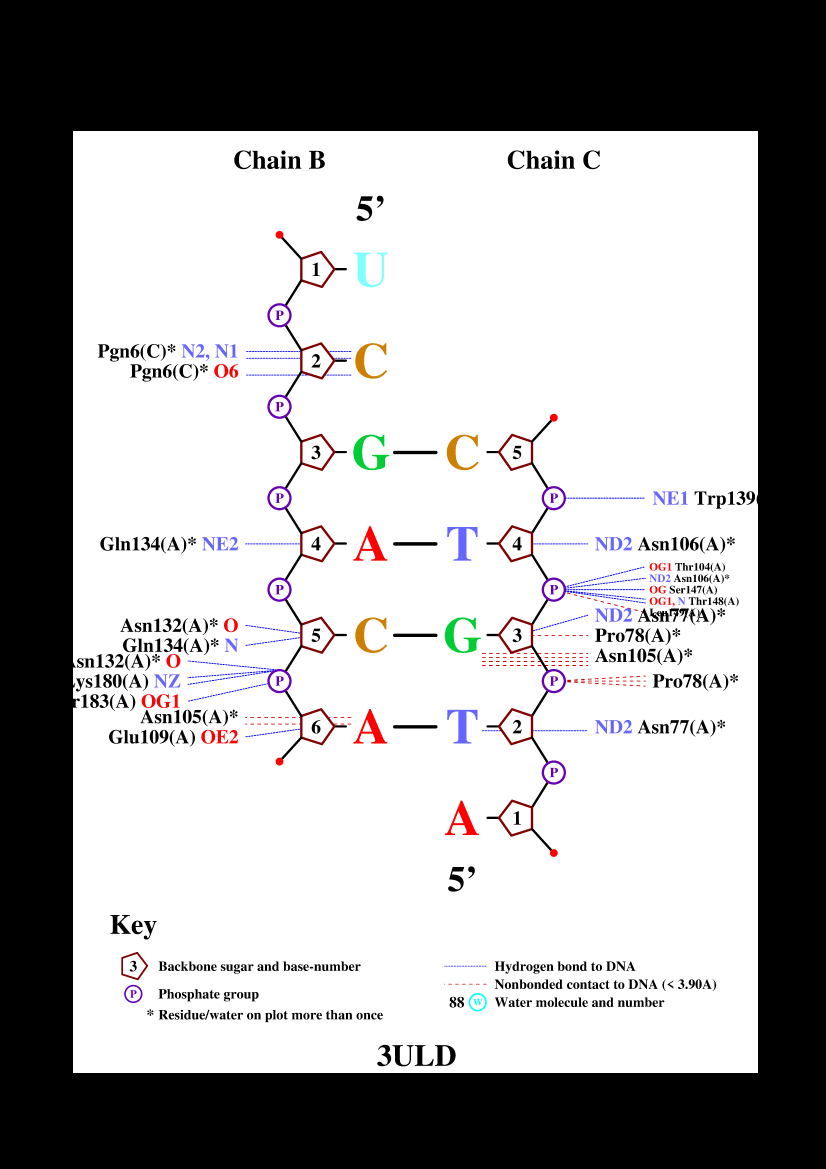 Chain B Chain C
5’
1 U
P
Pgn6(C)* N2, N1
2 C
Pgn6(C)* O6
P
3 G C 5
P P NE1 Trp139(
Gln134(A)* NE2 4 A T 4 ND2 Asn106(A)*
OG1 Thr104(A)
ND2 Asn106(A)*
P P OG Ser147(A)
OG1, N Thr148(A)
ND2 Asn77(A)*
Asn132(A)* O 5 C G 3 Pro78(A)*
Gln134(A)* N
Asn105(A)*
Asn132(A)* O
ys180(A) NZ P P Pro78(A)*
r183(A) OG1
Asn105(A)*
6 A T 2 ND2 Asn77(A)*
Glu109(A) OE2
P
A 1
5’
Key
3 Backbone sugar and base-number
P Phosphate group
* Residue/water on plot more than once
Hydrogen bond to DNA
Nonbonded contact to DNA (< 3.90A)
88 W Water molecule and number
3ULD